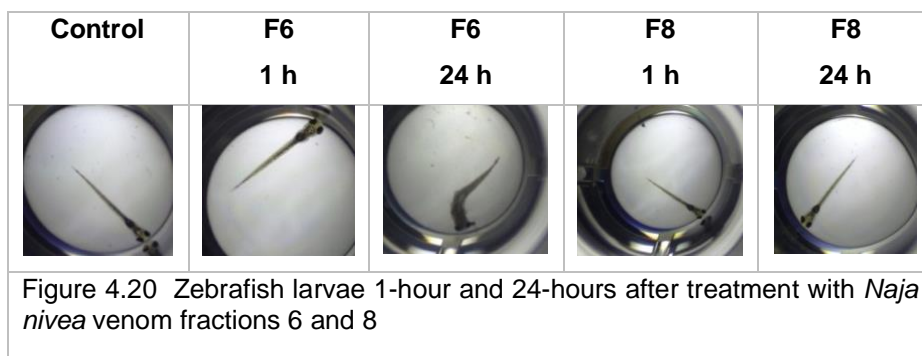 Control F6 F6 F8 F8
1 h 24 h 1 h 24 h
Figure 4.20 Zebrafish larvae 1-hour and 24-hours after treatment with Naja
nivea venom fractions 6 and 8